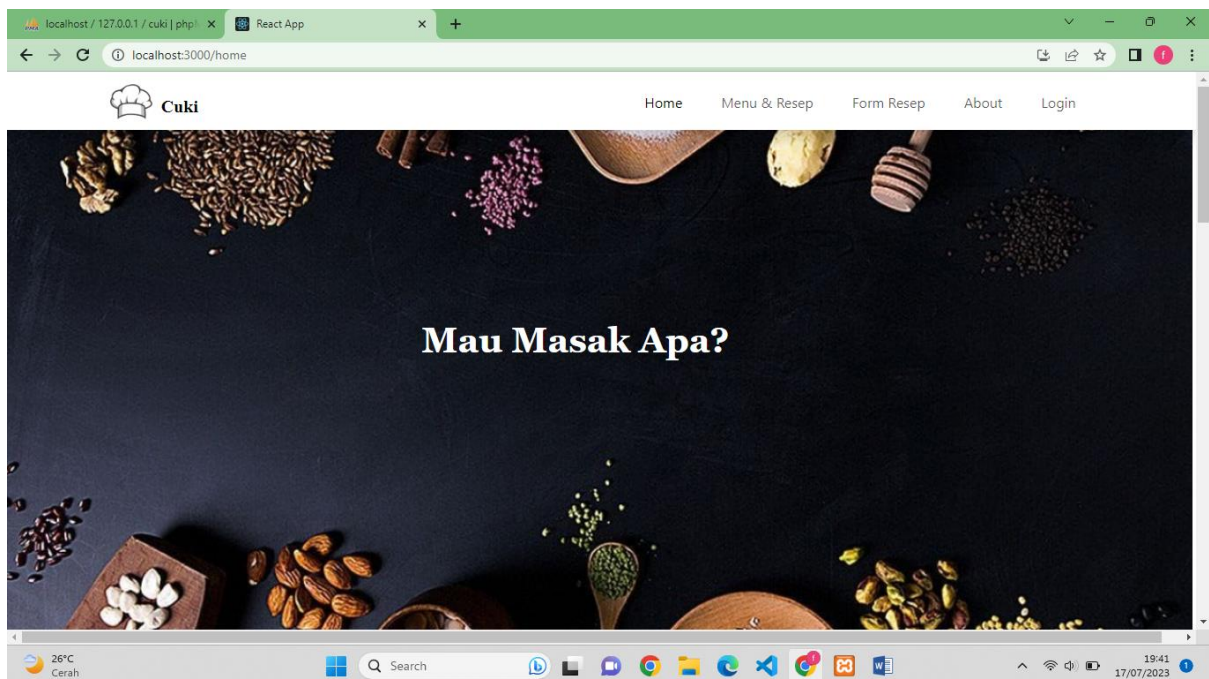 localhost / 127.0.0.1 / cuki | php
React App
localhost:3000/home
Cuki
Home
Menu & Resep
Form Resep
About
Login
Mau Masak Apa?
26°C
Cerah
Search
19:41
17/07/2023
1